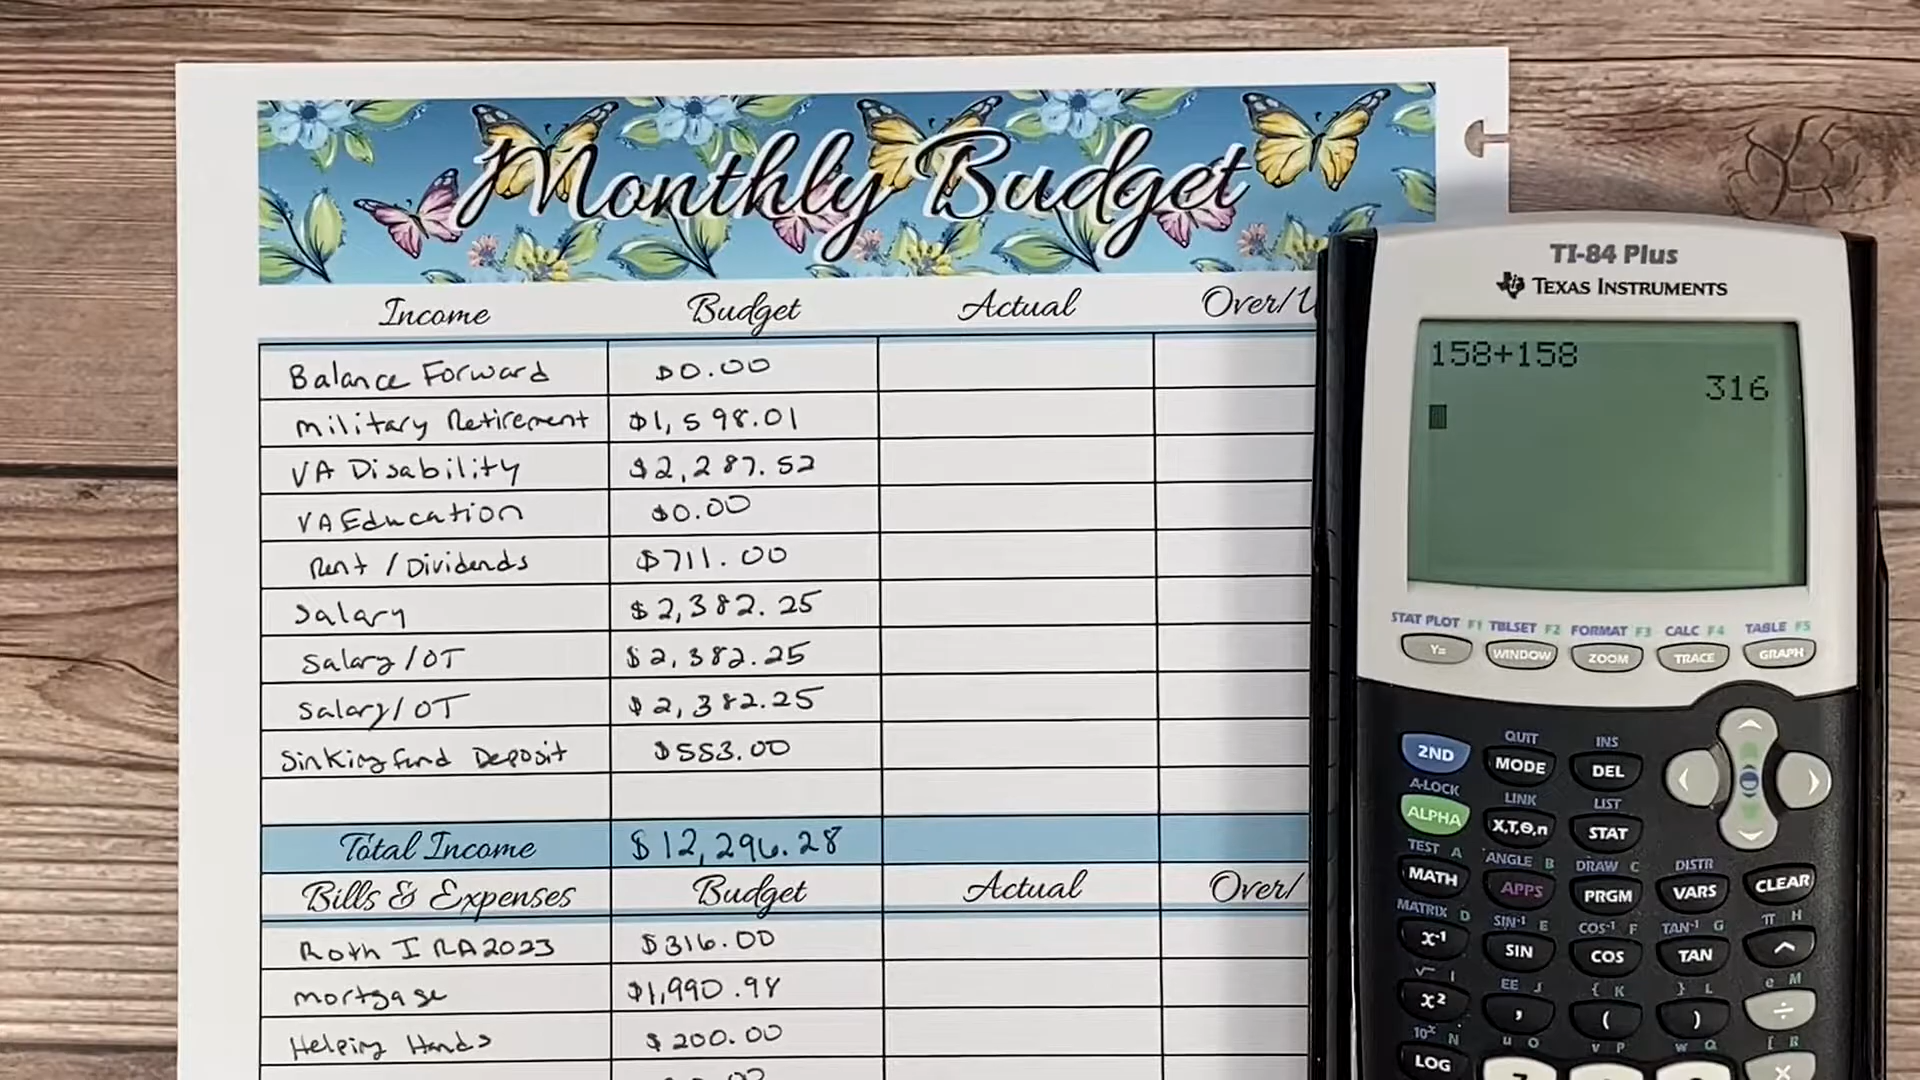 Monthly Budget
Income Budget Actual Over/U
Balance Forward $0.00
Military Retirement $1,598.01
VA Disability $2,287.52
VA Education $0.00
Rent / Dividends $711.00
Salary $2,382.25
Salary/OT $2,382.25
Salary/OT $2,382.25
Sinking Fund Deposit $553.00
Total Income $12,296.28
Bills & Expenses Budget Actual Over/
Roth IRA 2023 $316.00
Mortgage $1,990.98
Helping Hands $200.00
TI-84 Plus
TEXAS INSTRUMENTS
158+158
316
STAT PLOT F1 TBLSET F2 FORMAT F3 CALC F4 TABLE F5
Y= WINDOW ZOOM TRACE GRAPH
QUIT INS
2ND MODE DEL
A-LOCK LINK LIST
ALPHA X,T,Θ,n STAT
TEST A ANGLE B DRAW C DISTR
MATH APPS PRGM VARS CLEAR
MATRIX D SIN⁻¹ E COS⁻¹ F TAN⁻¹ G π H
x⁻¹ SIN COS TAN ^
√ I EE J { K } L e M
x² , ( ) ÷
10ˣ N u O v P w Q [ R
LOG